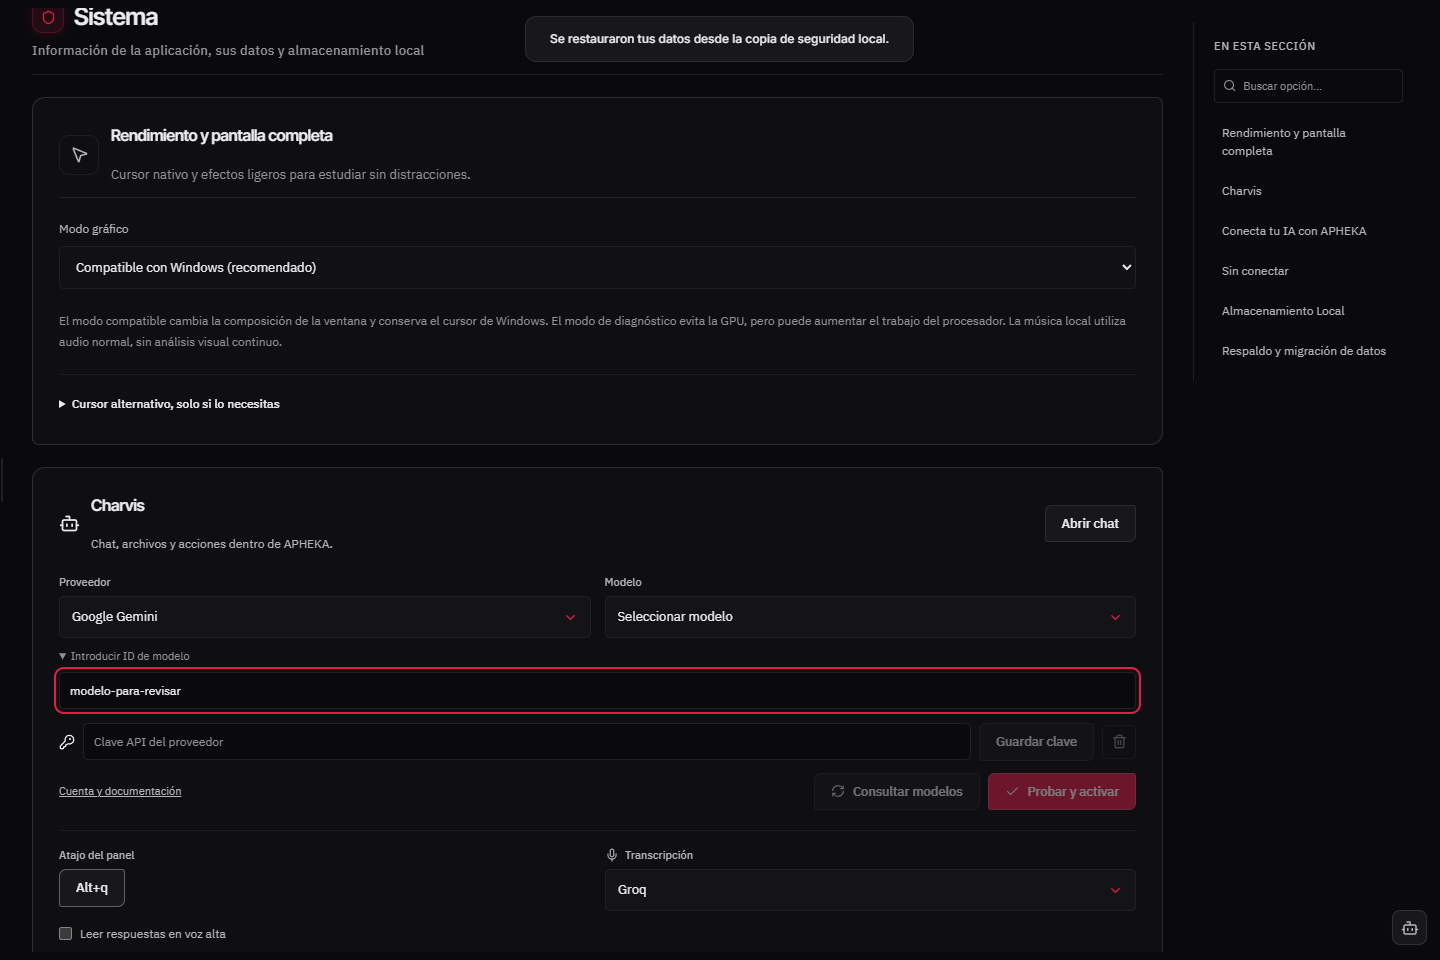 Sistema
Información de la aplicación, sus datos y almacenamiento local
Se restauraron tus datos desde la copia de seguridad local.
Rendimiento y pantalla completa
Cursor nativo y efectos ligeros para estudiar sin distracciones.
Modo gráfico
Compatible con Windows (recomendado)
El modo compatible cambia la composición de la ventana y conserva el cursor de Windows. El modo de diagnóstico evita la GPU, pero puede aumentar el trabajo del procesador. La música local utiliza
audio normal, sin análisis visual continuo.
Cursor alternativo, solo si lo necesitas
Charvis
Chat, archivos y acciones dentro de APHEKA.
Abrir chat
Proveedor
Google Gemini
Modelo
Seleccionar modelo
Introducir ID de modelo
modelo-para-revisar
Clave API del proveedor
Guardar clave
Cuenta y documentación
Consultar modelos
Probar y activar
Atajo del panel
Alt+q
Transcripción
Groq
Leer respuestas en voz alta
EN ESTA SECCIÓN
Buscar opción...
Rendimiento y pantalla
completa
Charvis
Conecta tu IA con APHEKA
Sin conectar
Almacenamiento Local
Respaldo y migración de datos